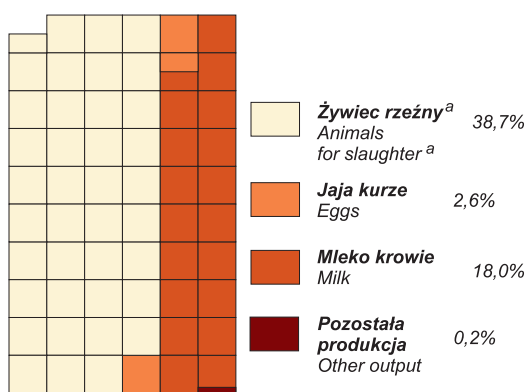 Żywiec rzeźny a 38,7%
Animals
for slaughter a
Jaja kurze
Eggs 2,6%
Mleko krowie
Milk 18,0%
Pozostała
produkcja 0,2%
Other output